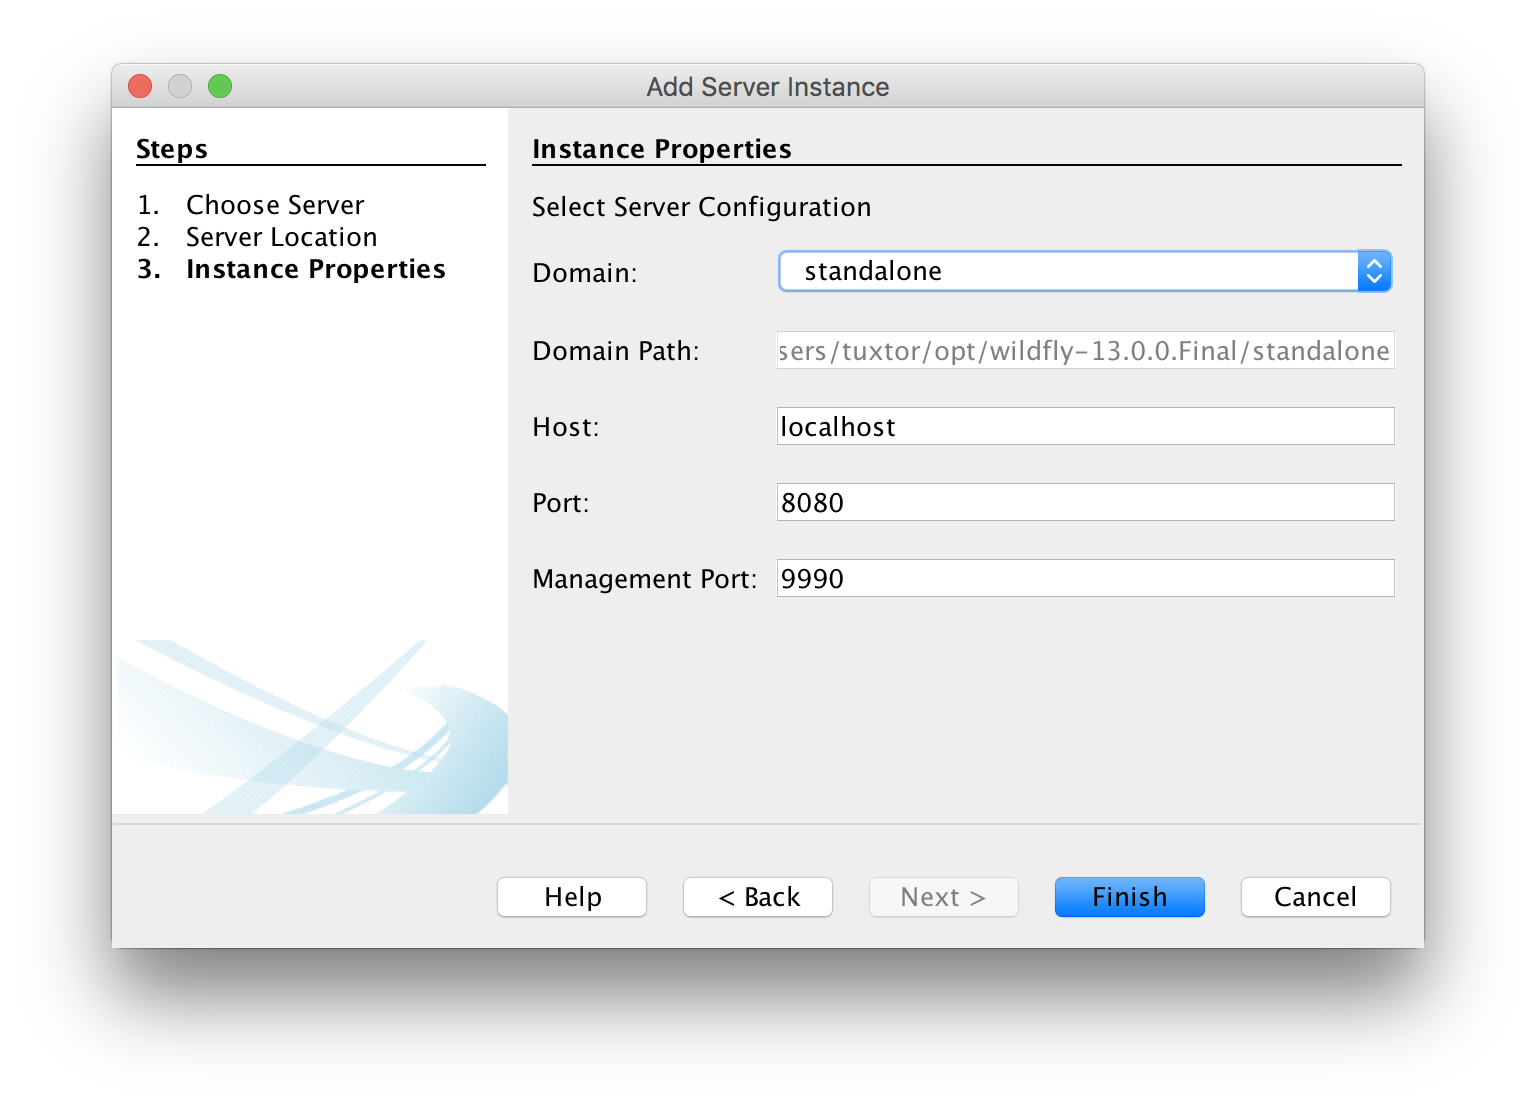 Add Server Instance
Steps
1. Choose Server
2. Server Location
3. Instance Properties
Instance Properties
Select Server Configuration
Domain: standalone
Domain Path: sers/tuxtor/opt/wildfly-13.0.0.Final/standalone
Host: localhost
Port: 8080
Management Port: 9990
Help < Back Next > Finish Cancel